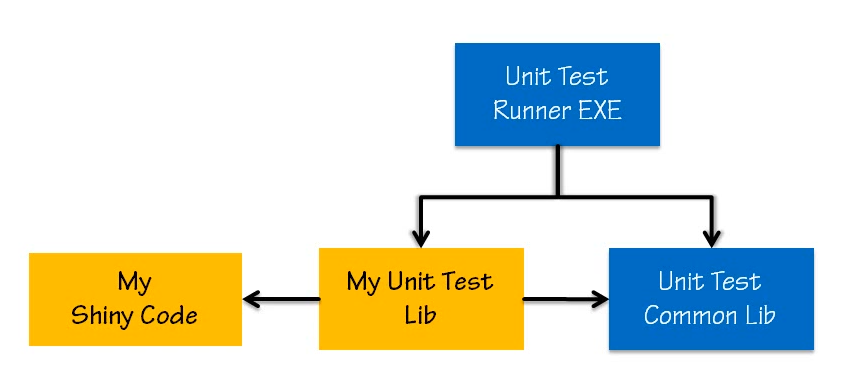 Unit Test
Runner EXE
My
Shiny Code
My Unit Test
Lib
Unit Test
Common Lib